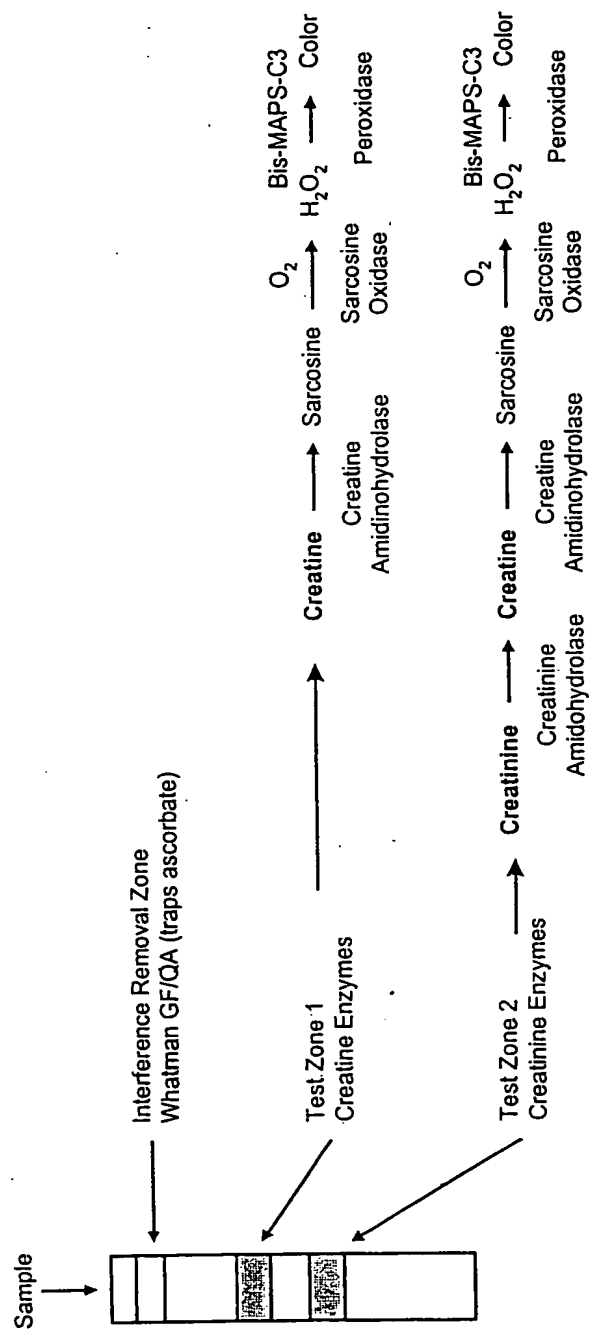 Sample
Interference Removal Zone
Whatman GF/QA (traps ascorbate)
Test Zone 1
Creatine Enzymes
Creatine
Sarcosine
O₂
H₂O₂
Bis-MAPS-C3
Color
Creatine
Amidinohydrolase
Sarcosine
Oxidase
Peroxidase
Test Zone 2
Creatinine Enzymes
Creatinine
Creatine
Sarcosine
O₂
H₂O₂
Bis-MAPS-C3
Color
Creatinine
Amidohydrolase
Creatine
Amidinohydrolase
Sarcosine
Oxidase
Peroxidase